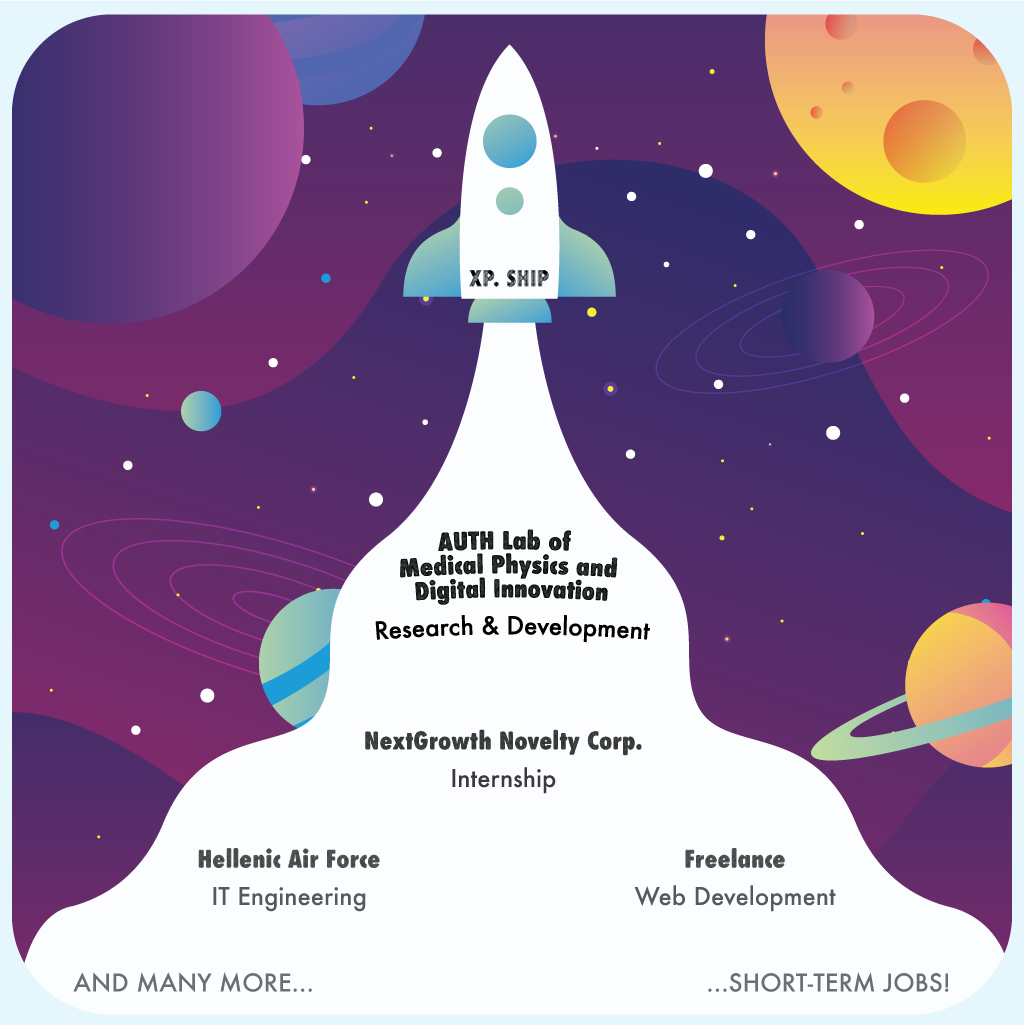 XP. SHIP
AUTH Lab of
Medical Physics and
Digital Innovation
Research & Development
NextGrowth Novelty Corp.
Internship
Hellenic Air Force
IT Engineering
Freelance
Web Development
AND MANY MORE...
...SHORT-TERM JOBS!